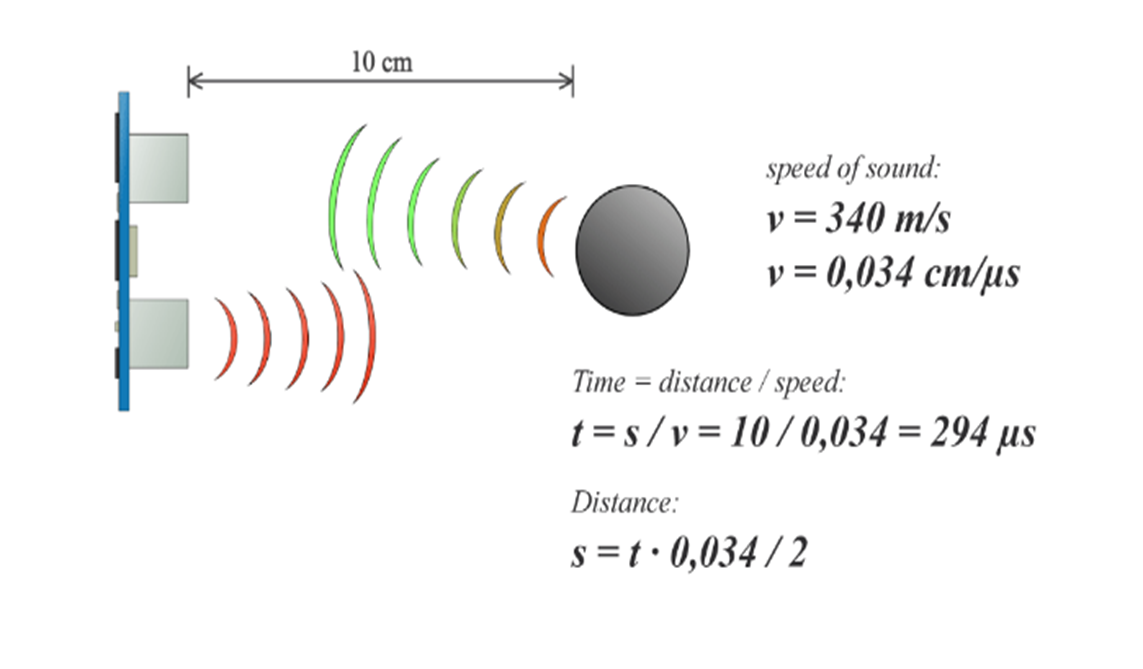 10 cm
speed of sound:
v = 340 m/s
v = 0,034 cm/µs
Time = distance / speed:
t = s / v = 10 / 0,034 = 294 µs
Distance:
s = t · 0,034 / 2